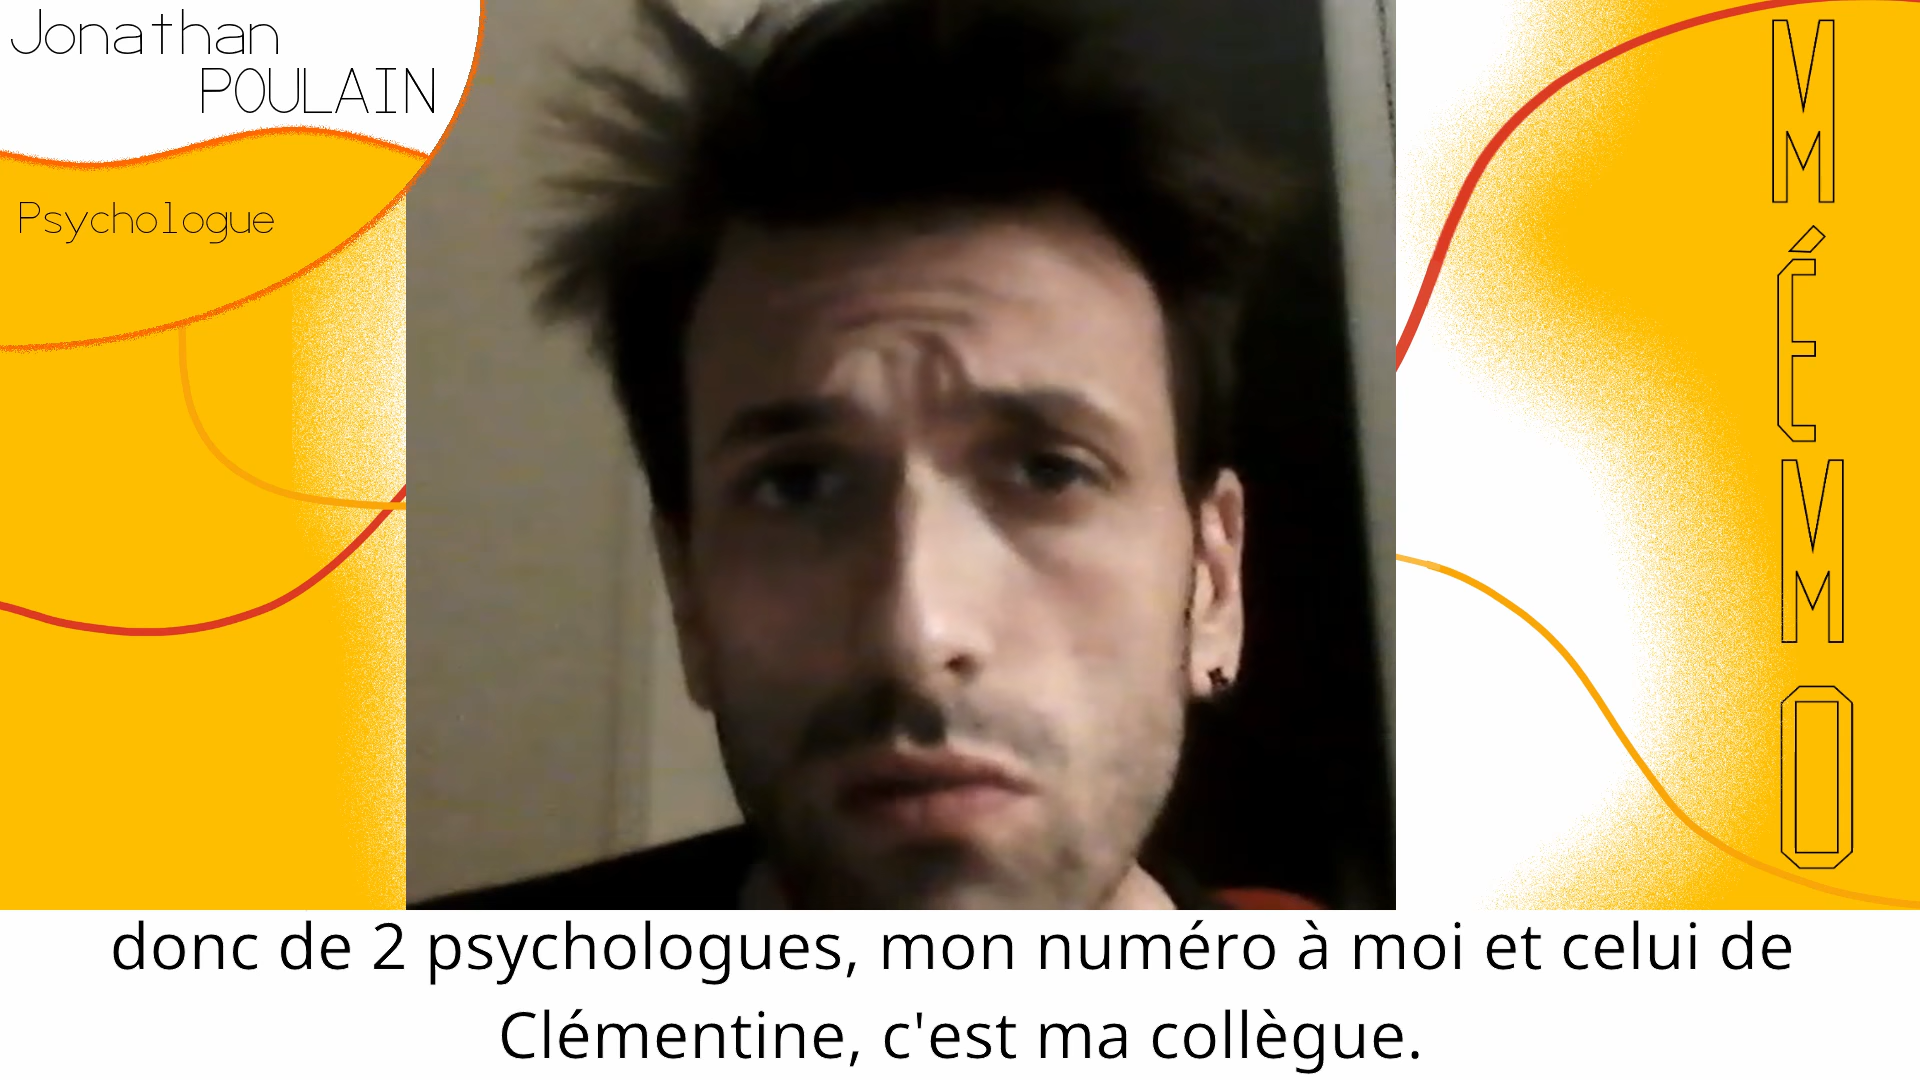 Jonathan
POULAIN
Psychologue
MÉMO
donc de 2 psychologues, mon numéro à moi et celui de
Clémentine, c'est ma collègue.